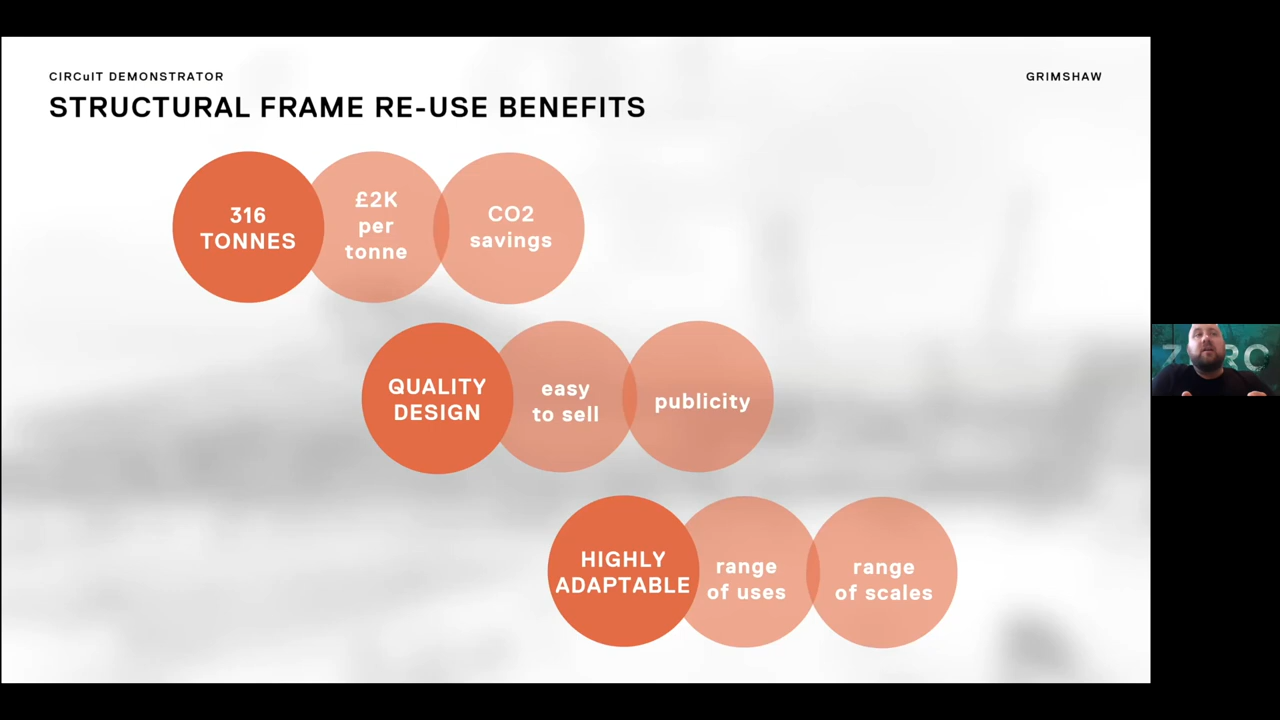 CIRCuIT DEMONSTRATOR
GRIMSHAW
STRUCTURAL FRAME RE-USE BENEFITS
316
TONNES
£2K
per
tonne
CO2
savings
QUALITY
DESIGN
easy
to sell
publicity
HIGHLY
ADAPTABLE
range
of uses
range
of scales